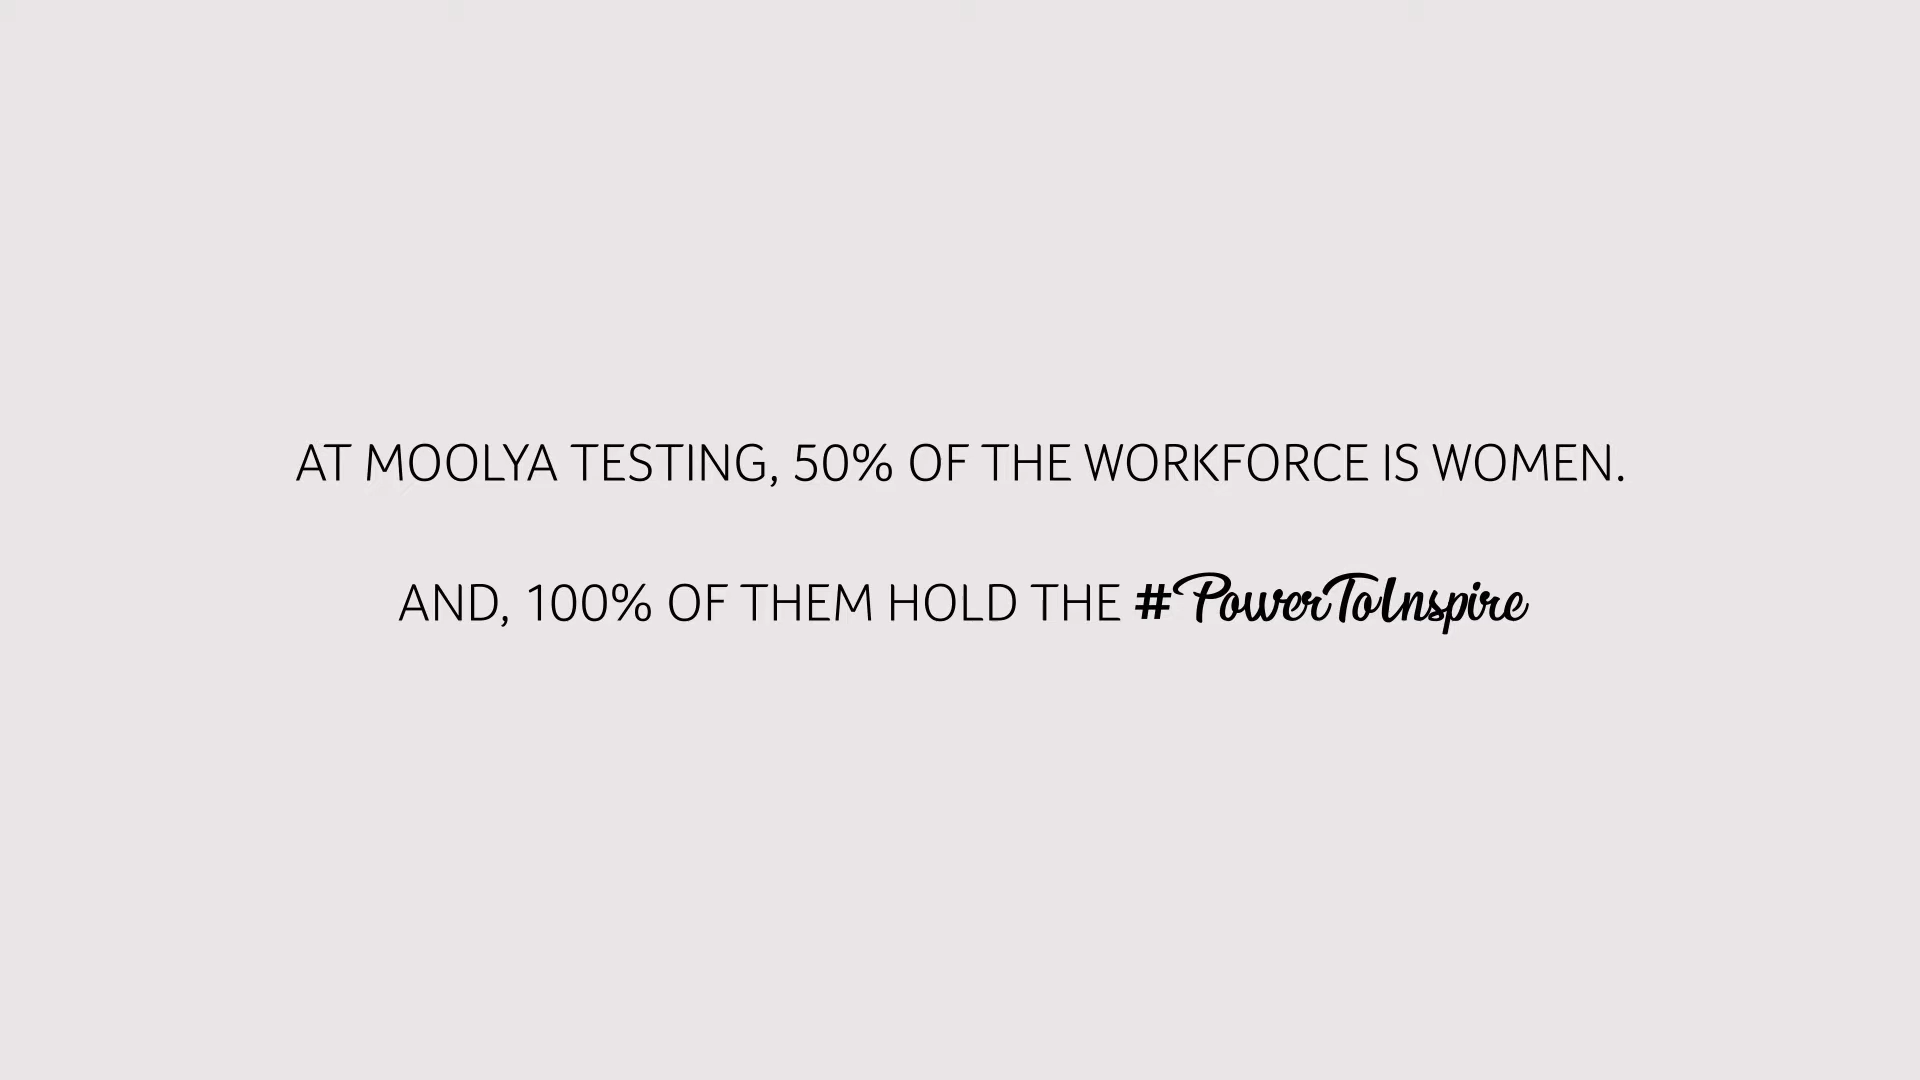 AT MOOLYA TESTING, 50% OF THE WORKFORCE IS WOMEN.
AND, 100% OF THEM HOLD THE #PowerToInspire